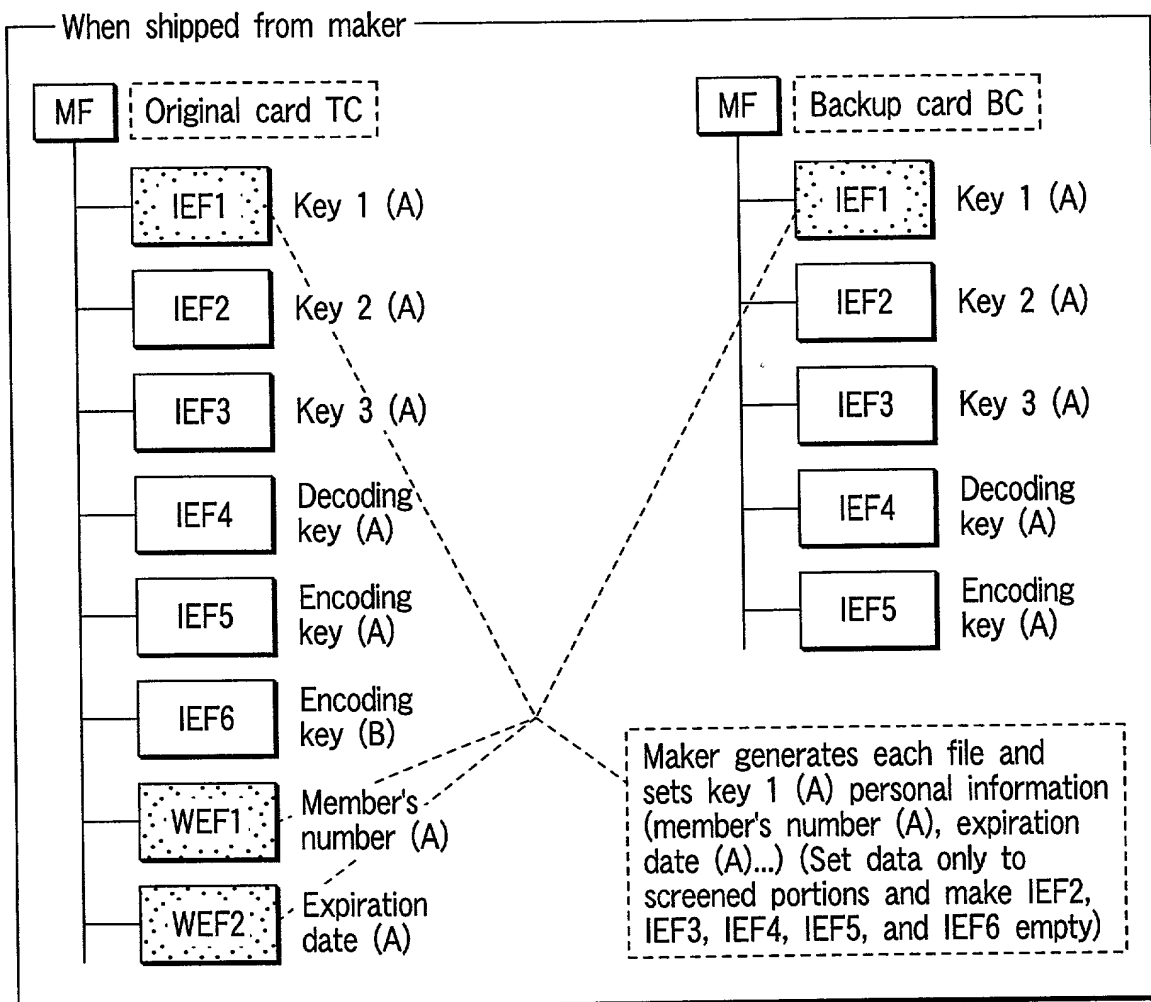 When shipped from maker
MF
Original card TC
IEF1
Key 1 (A)
IEF2
Key 2 (A)
IEF3
Key 3 (A)
IEF4
Decoding
key (A)
IEF5
Encoding
key (A)
IEF6
Encoding
key (B)
WEF1
Member's
number (A)
WEF2
Expiration
date (A)
MF
Backup card BC
IEF1
Key 1 (A)
IEF2
Key 2 (A)
IEF3
Key 3 (A)
IEF4
Decoding
key (A)
IEF5
Encoding
key (A)
Maker generates each file and
sets key 1 (A) personal information
(member's number (A), expiration
date (A)...) (Set data only to
screened portions and make IEF2,
IEF3, IEF4, IEF5, and IEF6 empty)